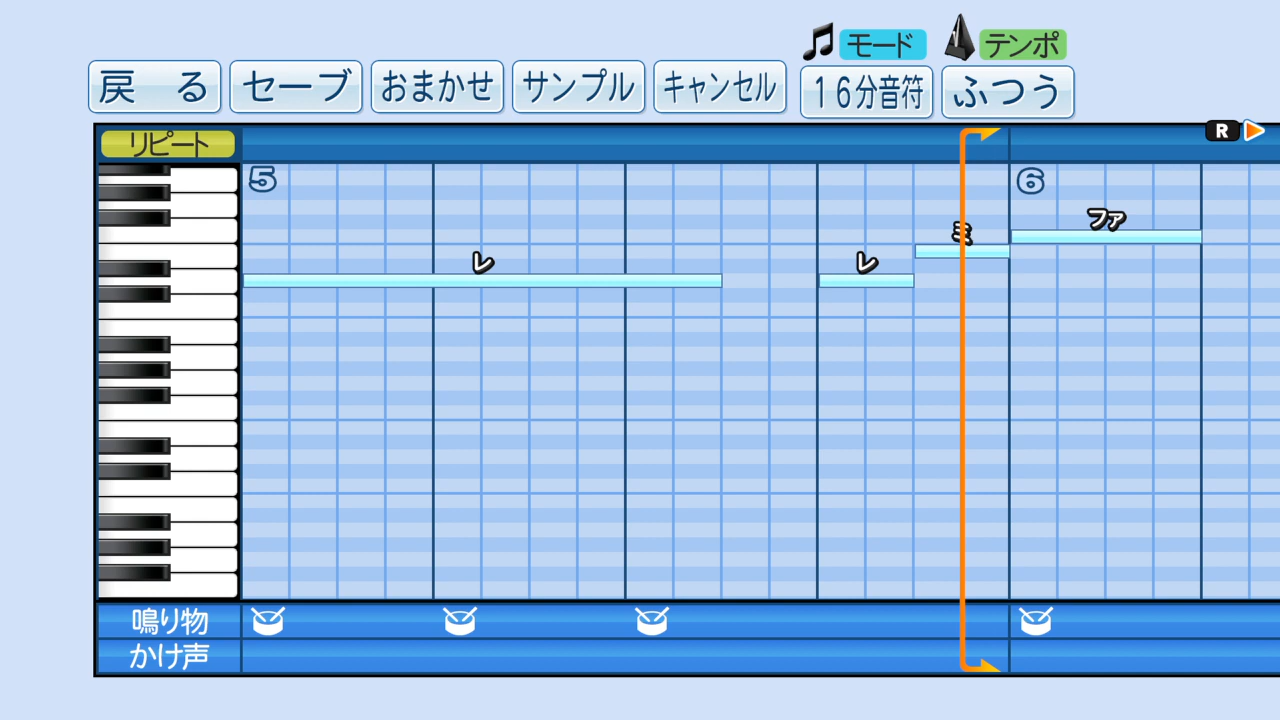 モード テンポ
戻 る セーブ おまかせ サンプル キャンセル 16分音符 ふつう
リピート R
5 6
ファ
ミ
レ レ
鳴り物
かけ声